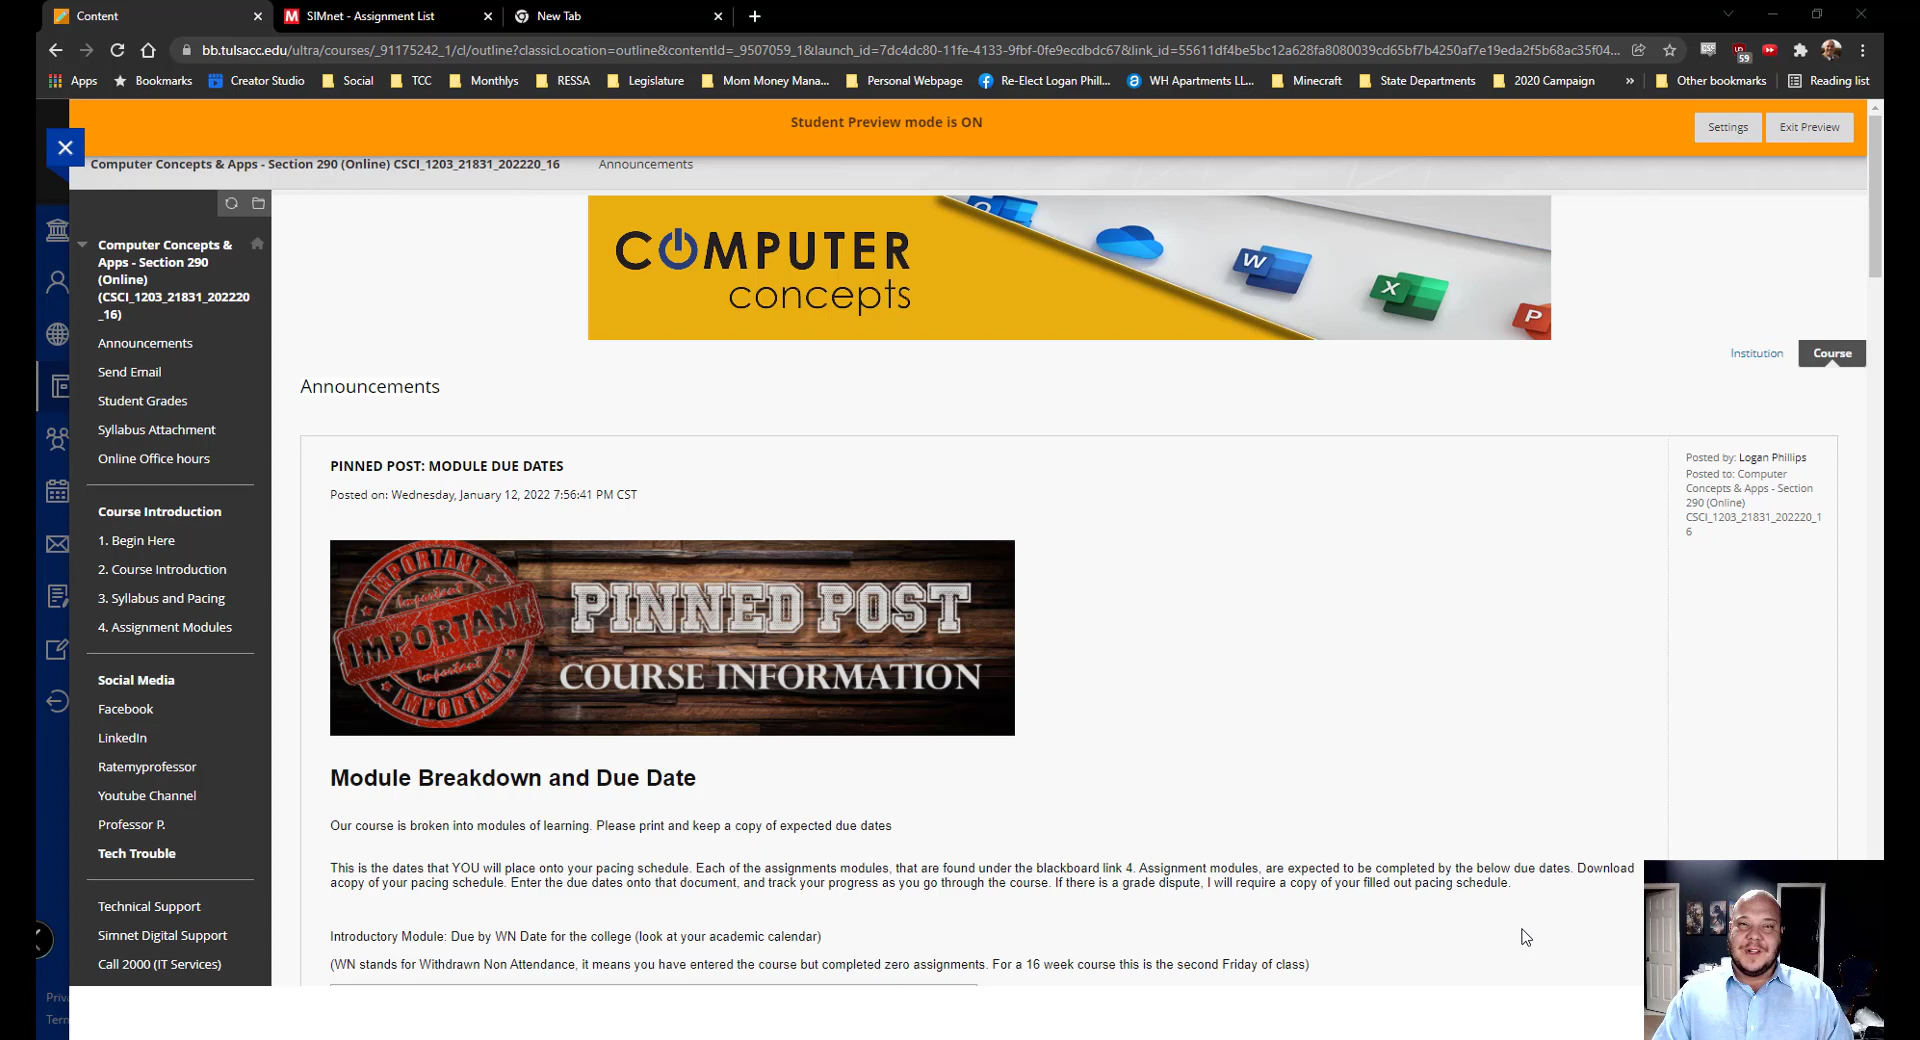 Content
SIMnet - Assignment List
New Tab
bb.tulsacc.edu/ultra/courses/_91175242_1/cl/outline?classicLocation=outline&contentId=_9507059_1&launch_id=7dc4dc80-11fe-4133-9fbf-0fe9ecdbdc67&link_id=55611df4be5bc12a628fa8080039cd65bf7b4250af7e19eda2f5b68ac35f04...
59
Apps
Bookmarks
Creator Studio
Social
TCC
Monthlys
RESSA
Legislature
Mom Money Mana...
Personal Webpage
Re-Elect Logan Phill...
WH Apartments LL...
Minecraft
State Departments
2020 Campaign
»
Other bookmarks
Reading list
Student Preview mode is ON
Settings
Exit Preview
Computer Concepts & Apps - Section 290 (Online) CSCI_1203_21831_202220_16
Announcements
Computer Concepts &
Apps - Section 290
(Online)
(CSCI_1203_21831_202220
_16)
Announcements
Send Email
Student Grades
Syllabus Attachment
Online Office hours
Course Introduction
1. Begin Here
2. Course Introduction
3. Syllabus and Pacing
4. Assignment Modules
Social Media
Facebook
LinkedIn
Ratemyprofessor
Youtube Channel
Professor P.
Tech Trouble
Technical Support
Simnet Digital Support
Call 2000 (IT Services)
COMPUTER
concepts
W
X
P
Institution
Course
Announcements
PINNED POST: MODULE DUE DATES
Posted on: Wednesday, January 12, 2022 7:56:41 PM CST
Posted by: Logan Phillips
Posted to: Computer
Concepts & Apps - Section
290 (Online)
CSCI_1203_21831_202220_1
6
IMPORTANT
Important
IMPORTANT
Important
IMPORTANT
PINNED POST
COURSE INFORMATION
Module Breakdown and Due Date
Our course is broken into modules of learning. Please print and keep a copy of expected due dates
This is the dates that YOU will place onto your pacing schedule. Each of the assignments modules, that are found under the blackboard link 4. Assignment modules, are expected to be completed by the below due dates. Download
acopy of your pacing schedule. Enter the due dates onto that document, and track your progress as you go through the course. If there is a grade dispute, I will require a copy of your filled out pacing schedule.
Introductory Module: Due by WN Date for the college (look at your academic calendar)
(WN stands for Withdrawn Non Attendance, it means you have entered the course but completed zero assignments. For a 16 week course this is the second Friday of class)
Priva
Term